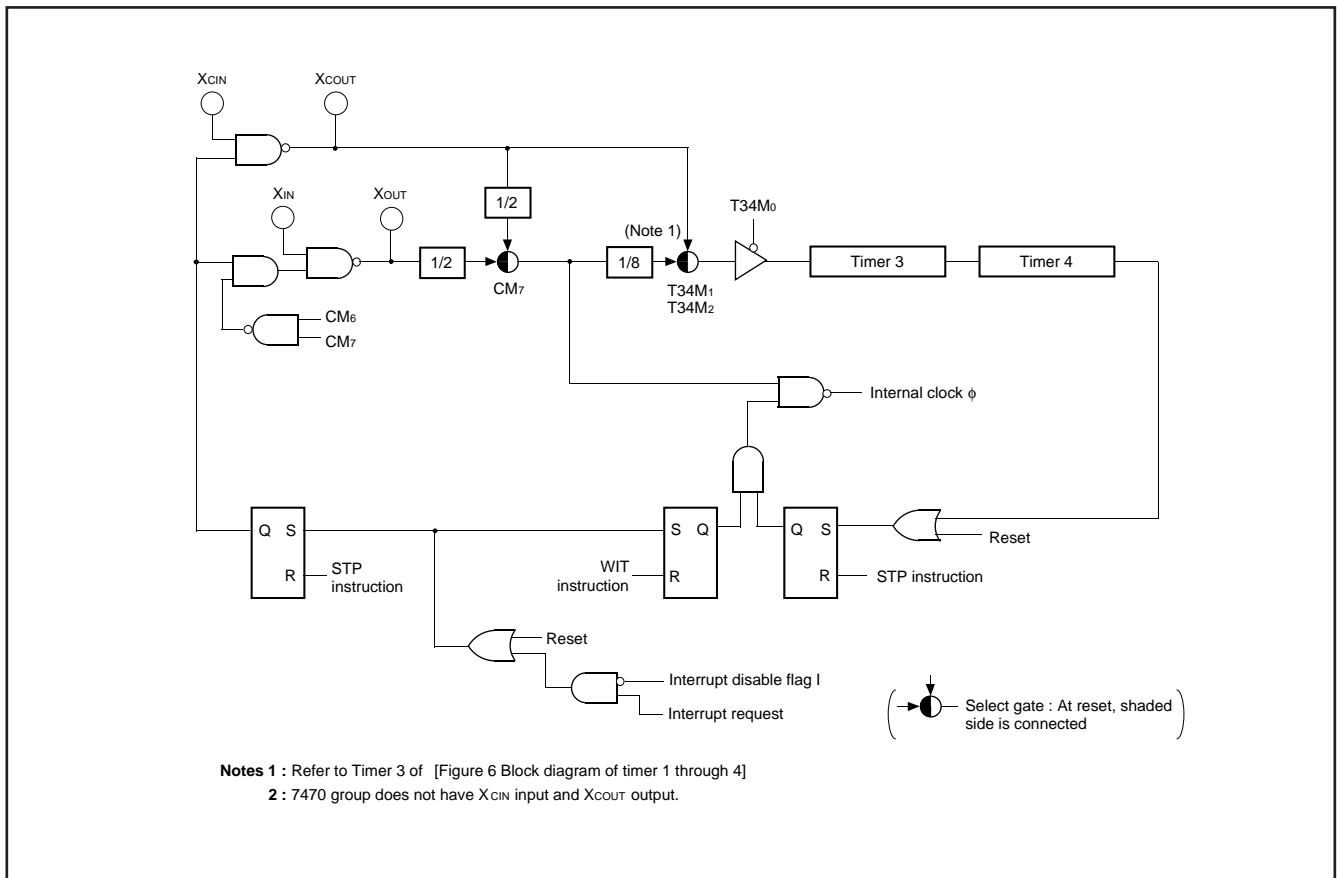 XCIN
XCOUT
XIN
XOUT
1/2
T34M0
(Note 1)
1/2
1/8
Timer 3
Timer 4
CM7
T34M1
T34M2
CM6
CM7
Internal clock ϕ
Q S
S Q
Q S
Reset
R
STP
instruction
WIT
instruction
R
R
STP instruction
Reset
Interrupt disable flag I
Interrupt request
Select gate : At reset, shaded
side is connected
Notes 1 : Refer to Timer 3 of [Figure 6 Block diagram of timer 1 through 4]
2 : 7470 group does not have XCIN input and XCOUT output.